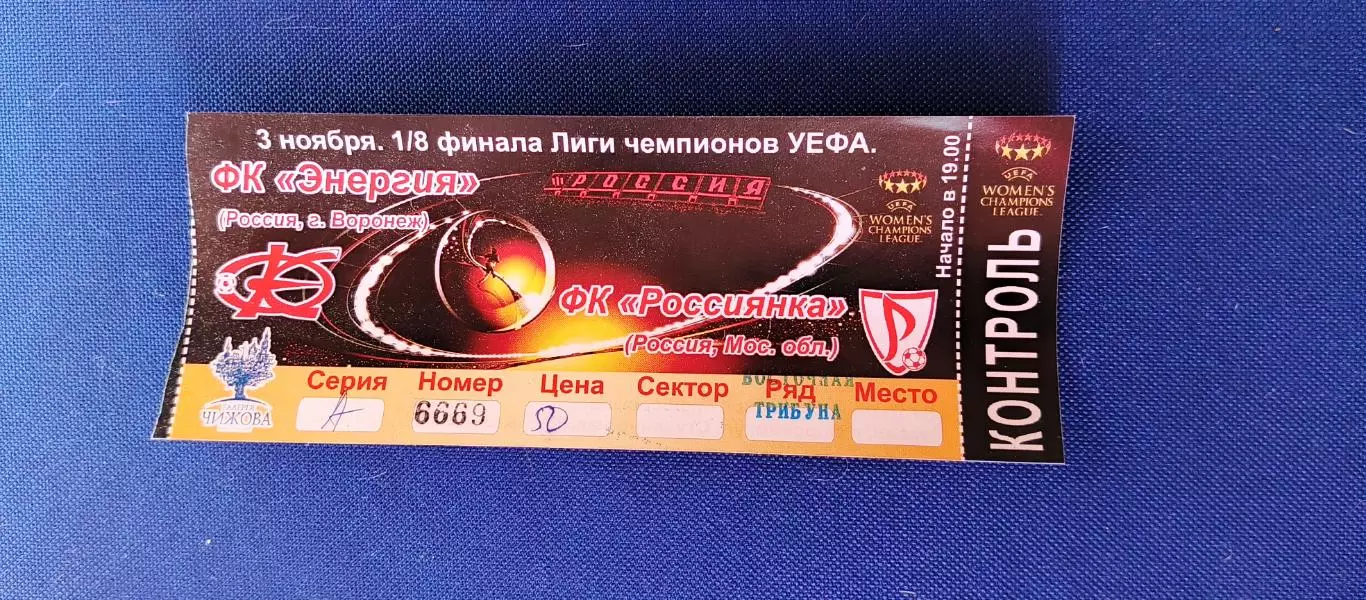 3 ноября. 1/8 финала Лиги чемпионов УЕФА.
ФК «Энергия»
(Россия, г. Воронеж)
РОССИЯ
UEFA
WOMEN'S
CHAMPIONS
LEAGUE.
ФК «Россиянка»
(Россия, Мос. обл.)
ГАЛЕРЕЯ
ЧИЖОВА
Серия Номер Цена Сектор Ряд Место
А 6669 50
ВОСТОЧНАЯ
ТРИБУНА
Начало в 19.00
UEFA
WOMEN'S
CHAMPIONS
LEAGUE.
КОНТРОЛЬ